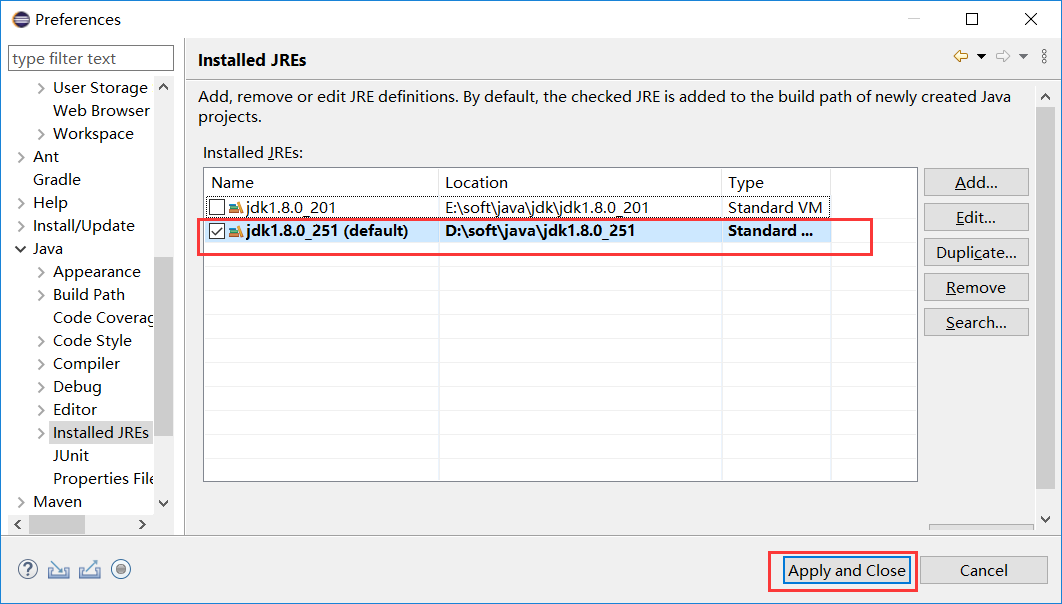 Preferences
type filter text
User Storage
Web Browser
Workspace
Ant
Gradle
Help
Install/Update
Java
Appearance
Build Path
Code Coverag
Code Style
Compiler
Debug
Editor
Installed JREs
JUnit
Properties File
Maven
Installed JREs
Add, remove or edit JRE definitions. By default, the checked JRE is added to the build path of newly created Java
projects.
Installed JREs:
Name Location Type
jdk1.8.0_201 E:\soft\java\jdk\jdk1.8.0_201 Standard VM
jdk1.8.0_251 (default) D:\soft\java\jdk1.8.0_251 Standard ...
Add...
Edit...
Duplicate...
Remove
Search...
Apply and Close
Cancel